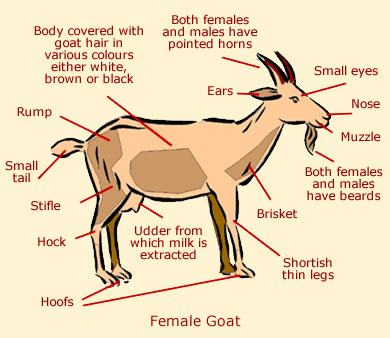 Both females
and males have
pointed horns
Body covered with
goat hair in
various colours
either white,
brown or black
Small eyes
Ears
Nose
Rump
Muzzle
Small
tail
Both females
and males
have beards
Stifle
Brisket
Hock
Udder from
which milk is
extracted
Shortish
thin legs
Hoofs
Female Goat